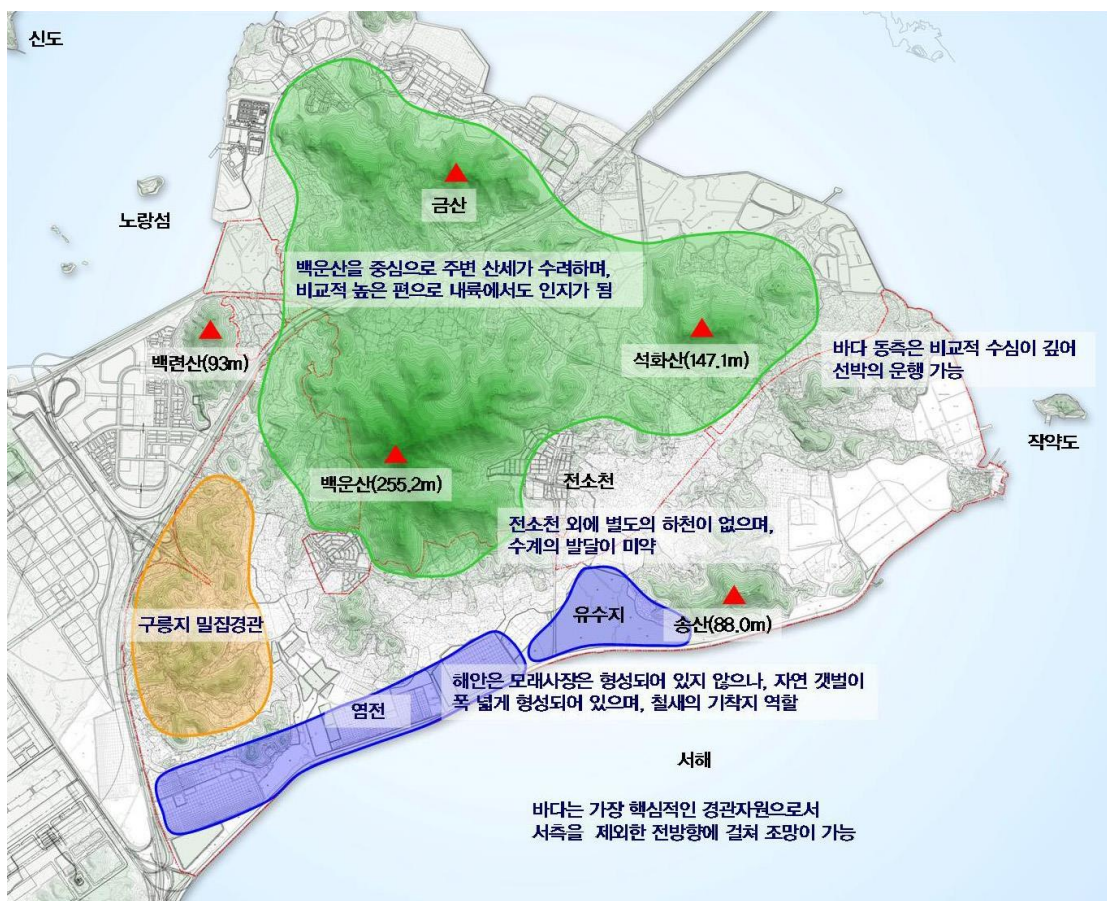 신도
금산
노랑섬
백운산을 중심으로 주변 산세가 수려하며,
비교적 높은 편으로 내륙에서도 인지가 됨
백련산(93m)
석화산(147.1m)
바다 동측은 비교적 수심이 깊어
선박의 운행 가능
작약도
백운산(255.2m)
전소천
전소천 외에 별도의 하천이 없으며,
수계의 발달이 미약
구릉지 밀집경관
유수지
송산(88.0m)
해안은 모래사장은 형성되어 있지 않으나, 자연 갯벌이
폭 넓게 형성되어 있으며, 철새의 기착지 역할
염전
서해
바다는 가장 핵심적인 경관자원으로서
서측을 제외한 전방향에 걸쳐 조망이 가능